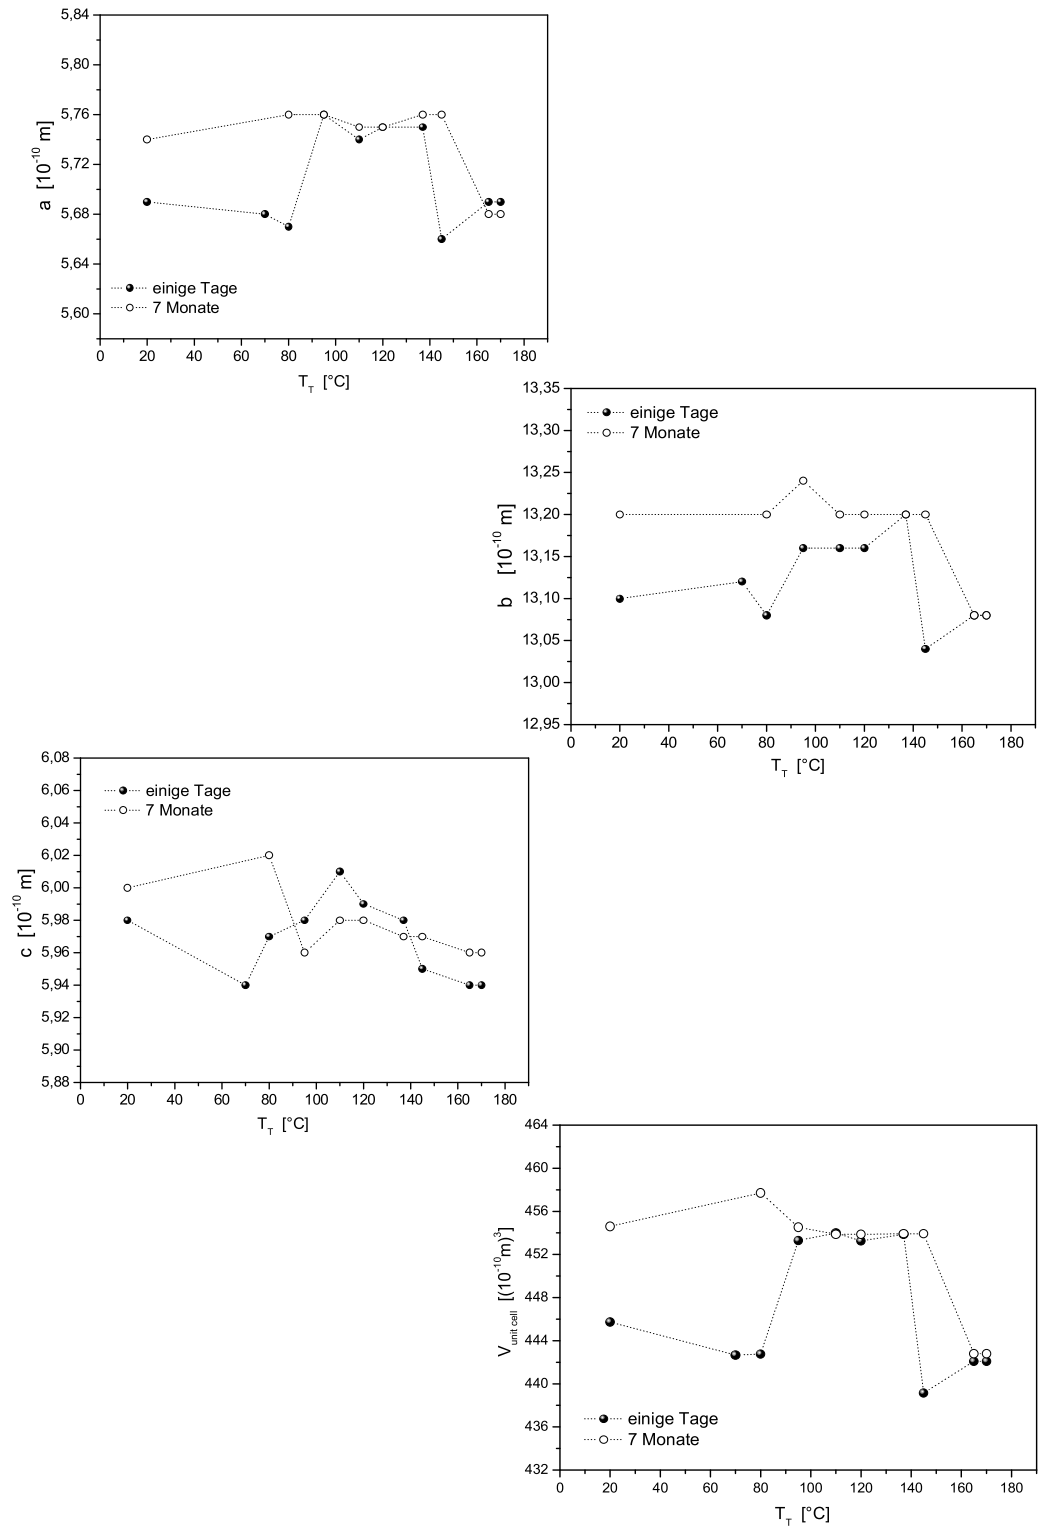 5,84
5,80
5,76
5,72
5,68
5,64
5,60
a [10⁻¹⁰ m]
einige Tage
7 Monate
0 20 40 60 80 100 120 140 160 180
T_T [°C]
13,35
13,30
13,25
13,20
13,15
13,10
13,05
13,00
12,95
b [10⁻¹⁰ m]
einige Tage
7 Monate
0 20 40 60 80 100 120 140 160 180
T_T [°C]
6,08
6,06
6,04
6,02
6,00
5,98
5,96
5,94
5,92
5,90
5,88
c [10⁻¹⁰ m]
einige Tage
7 Monate
0 20 40 60 80 100 120 140 160 180
T_T [°C]
464
460
456
452
448
444
440
436
432
V_unit cell [(10⁻¹⁰m)³]
einige Tage
7 Monate
0 20 40 60 80 100 120 140 160 180
T_T [°C]